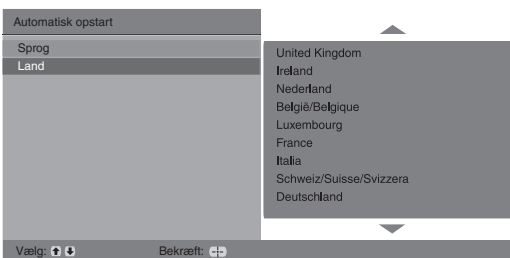 Automatisk opstart
Sprog
Land
United Kingdom
Ireland
Nederland
België/Belgique
Luxembourg
France
Italia
Schweiz/Suisse/Svizzera
Deutschland
Vælg:
Bekræft: